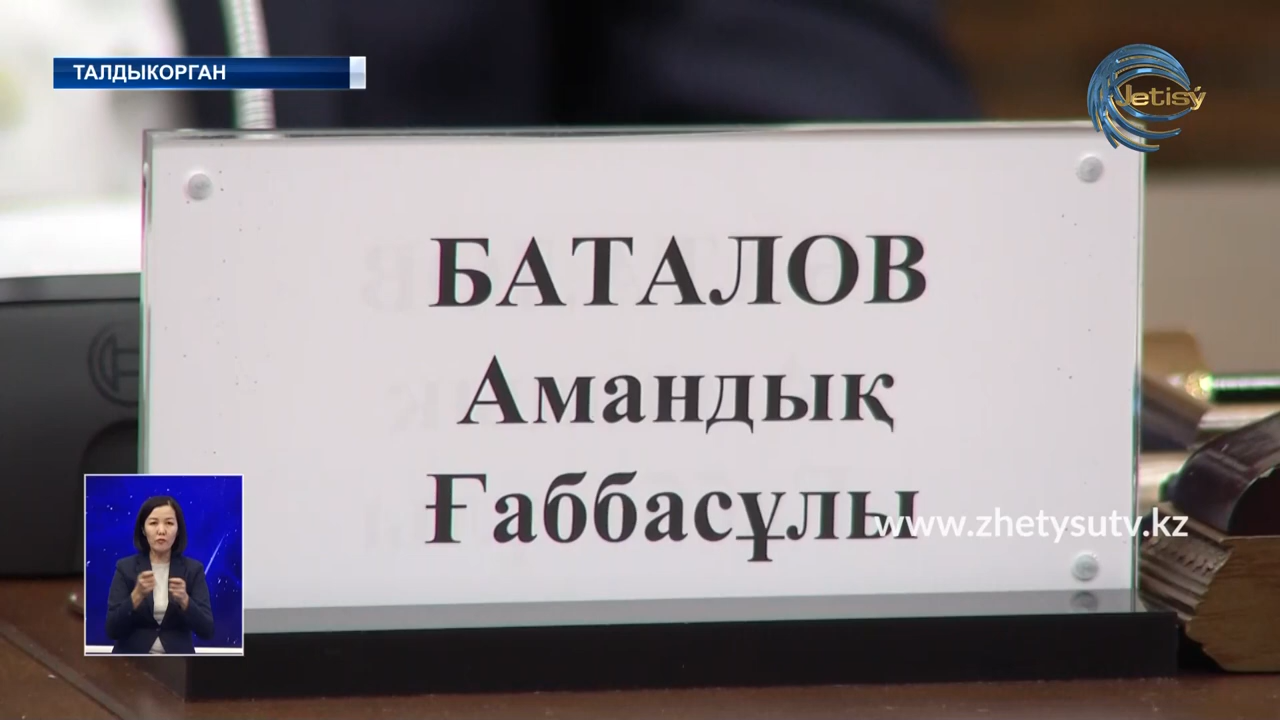 ТАЛДЫКОРГАН
Jetisý
БАТАЛОВ
Амандық
Ғаббасұлы
www.zhetysutv.kz